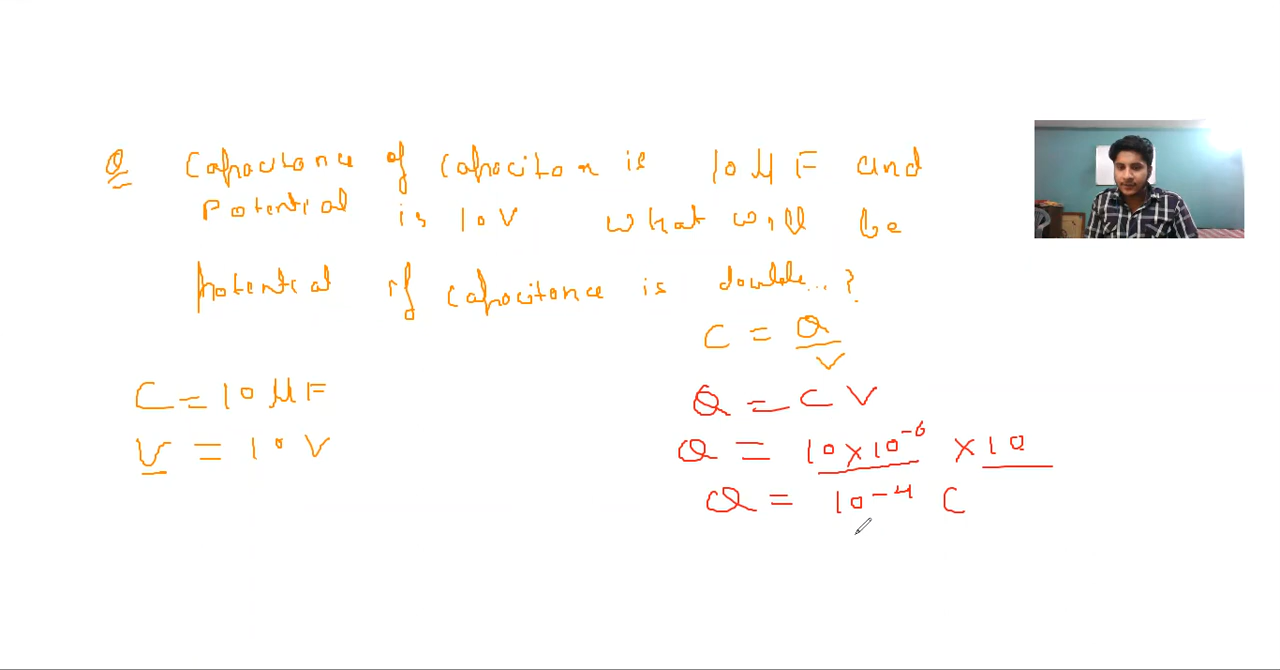 Q Capacitance of capacitor is 10 μF and
Potential is 10V what will be
potential if capacitance is double...?
C = Q/V
C = 10 μF
V = 10 V
Q = CV
Q = 10×10⁻⁶ × 10
Q = 10⁻⁴ C